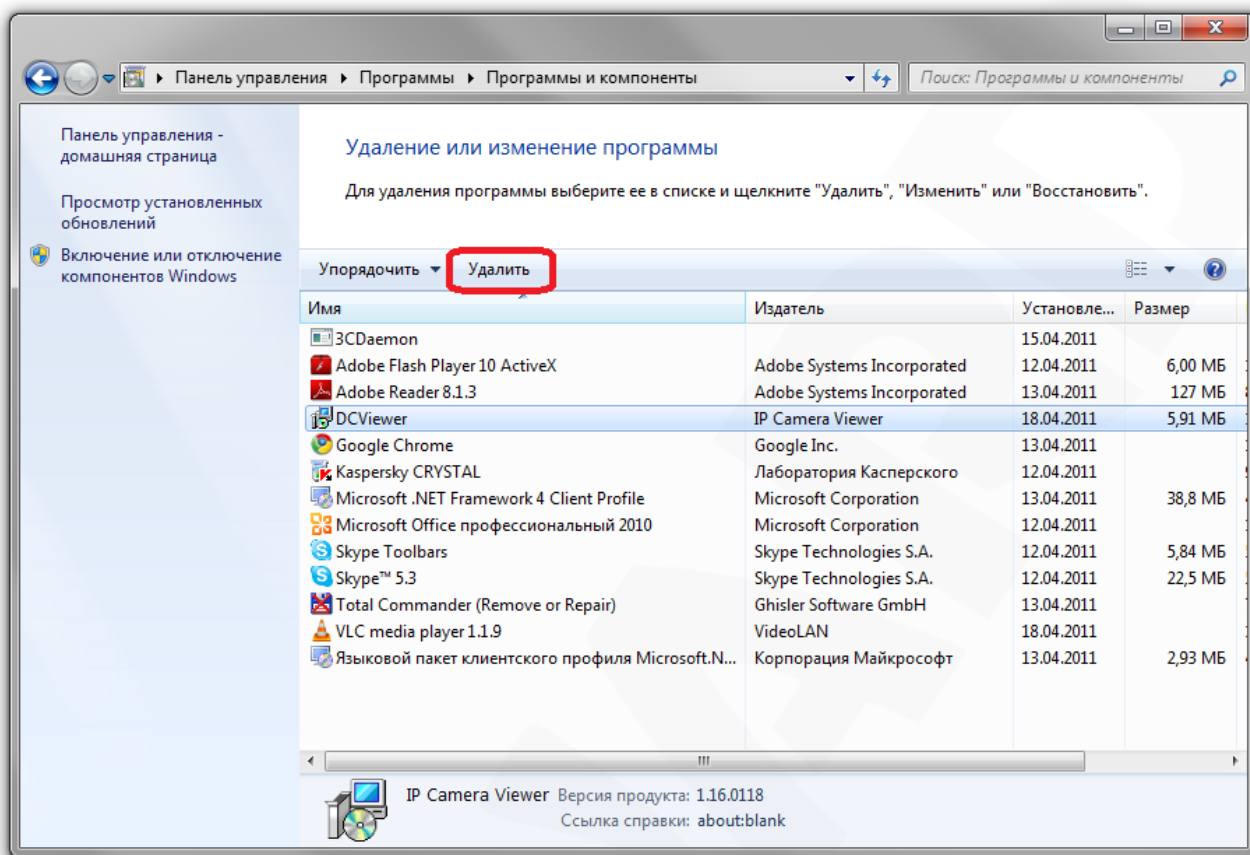 Панель управления Программы Программы и компоненты
Поиск: Программы и компоненты
Панель управления -
домашняя страница
Просмотр установленных
обновлений
Включение или отключение
компонентов Windows
Удаление или изменение программы
Для удаления программы выберите ее в списке и щелкните "Удалить", "Изменить" или "Восстановить".
Упорядочить Удалить
Имя Издатель Установле... Размер
3CDaemon 15.04.2011
Adobe Flash Player 10 ActiveX Adobe Systems Incorporated 12.04.2011 6,00 МБ
Adobe Reader 8.1.3 Adobe Systems Incorporated 13.04.2011 127 МБ
DCViewer IP Camera Viewer 18.04.2011 5,91 МБ
Google Chrome Google Inc. 13.04.2011
Kaspersky CRYSTAL Лаборатория Касперского 12.04.2011
Microsoft .NET Framework 4 Client Profile Microsoft Corporation 13.04.2011 38,8 МБ
Microsoft Office профессиональный 2010 Microsoft Corporation 12.04.2011
Skype Toolbars Skype Technologies S.A. 12.04.2011 5,84 МБ
Skype™ 5.3 Skype Technologies S.A. 12.04.2011 22,5 МБ
Total Commander (Remove or Repair) Ghisler Software GmbH 13.04.2011
VLC media player 1.1.9 VideoLAN 18.04.2011
Языковой пакет клиентского профиля Microsoft.N... Корпорация Майкрософт 13.04.2011 2,93 МБ
IP Camera Viewer Версия продукта: 1.16.0118
Ссылка справки: about:blank